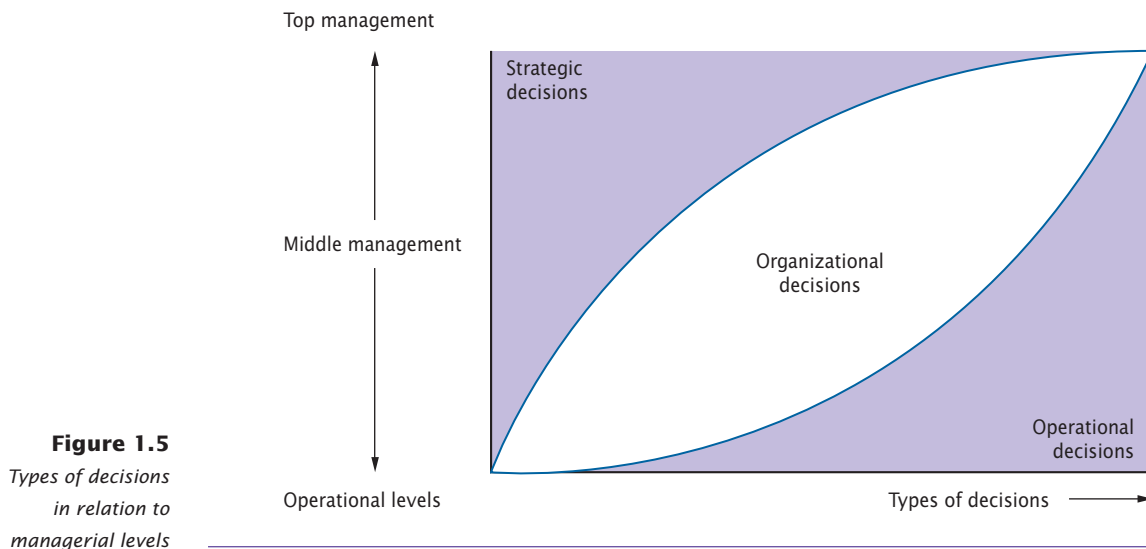 Top management
Strategic
decisions
Middle management
Organizational
decisions
Operational
decisions
Operational levels
Types of decisions
Figure 1.5
Types of decisions
in relation to
managerial levels